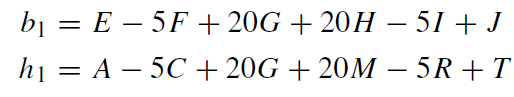 b₁ = E − 5F + 20G + 20H − 5I + J
h₁ = A − 5C + 20G + 20M − 5R + T